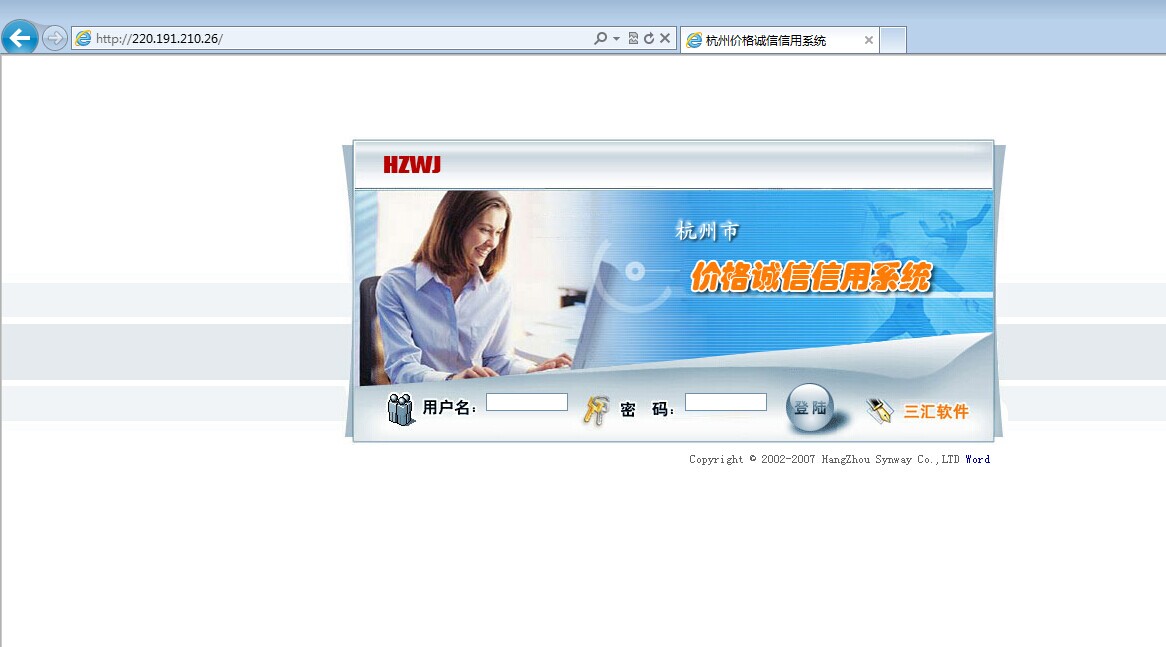 http://220.191.210.26/
杭州价格诚信信用系统
HZWJ
杭州市
价格诚信信用系统
用户名：
密 码：
登陆
三汇软件
Copyright © 2002-2007 HangZhou Synway Co.,LTD Word